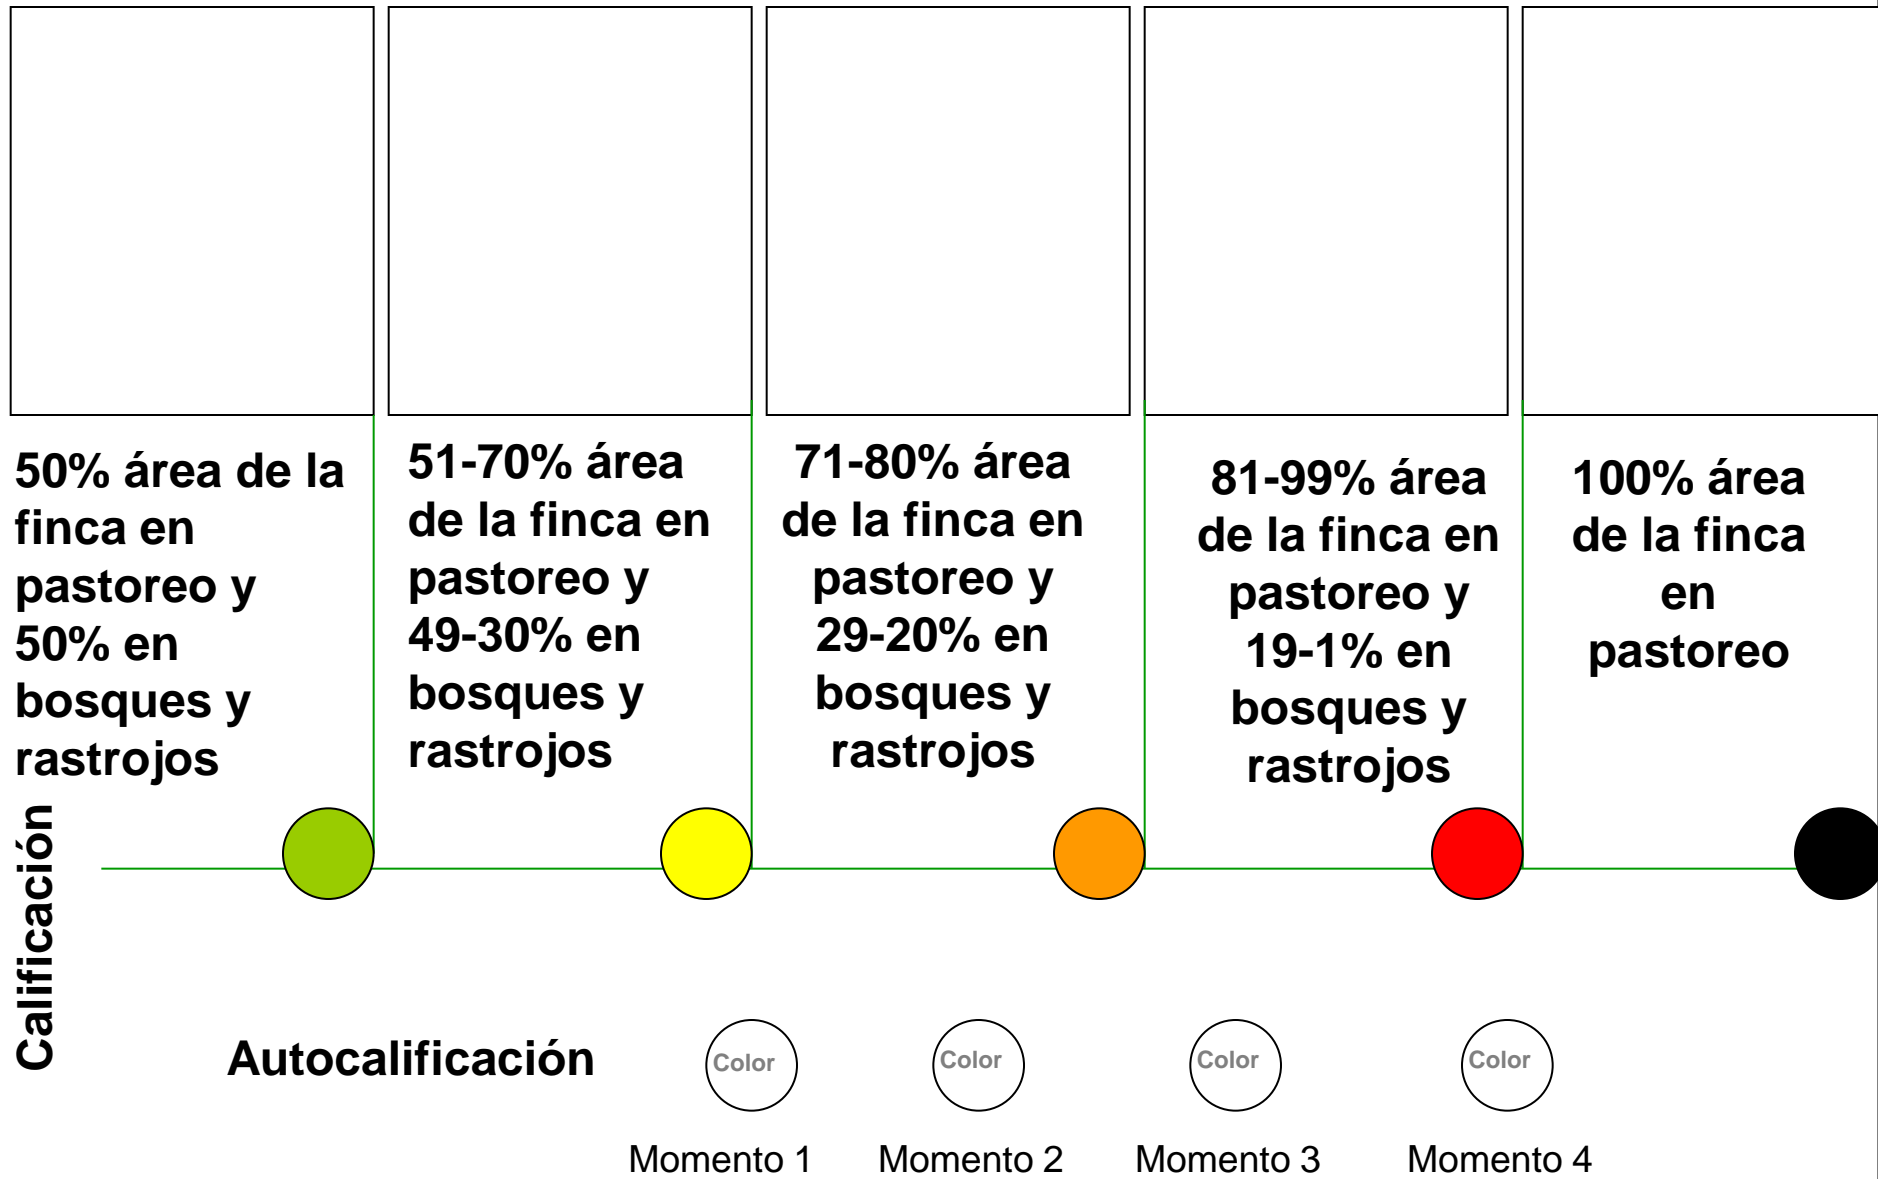 50% área de la
finca en
pastoreo y
50% en
bosques y
rastrojos
51-70% área
de la finca en
pastoreo y
49-30% en
bosques y
rastrojos
71-80% área
de la finca en
pastoreo y
29-20% en
bosques y
rastrojos
81-99% área
de la finca en
pastoreo y
19-1% en
bosques y
rastrojos
100% área
de la finca
en
pastoreo
Calificación
Autocalificación
Color
Color
Color
Color
Momento 1
Momento 2
Momento 3
Momento 4